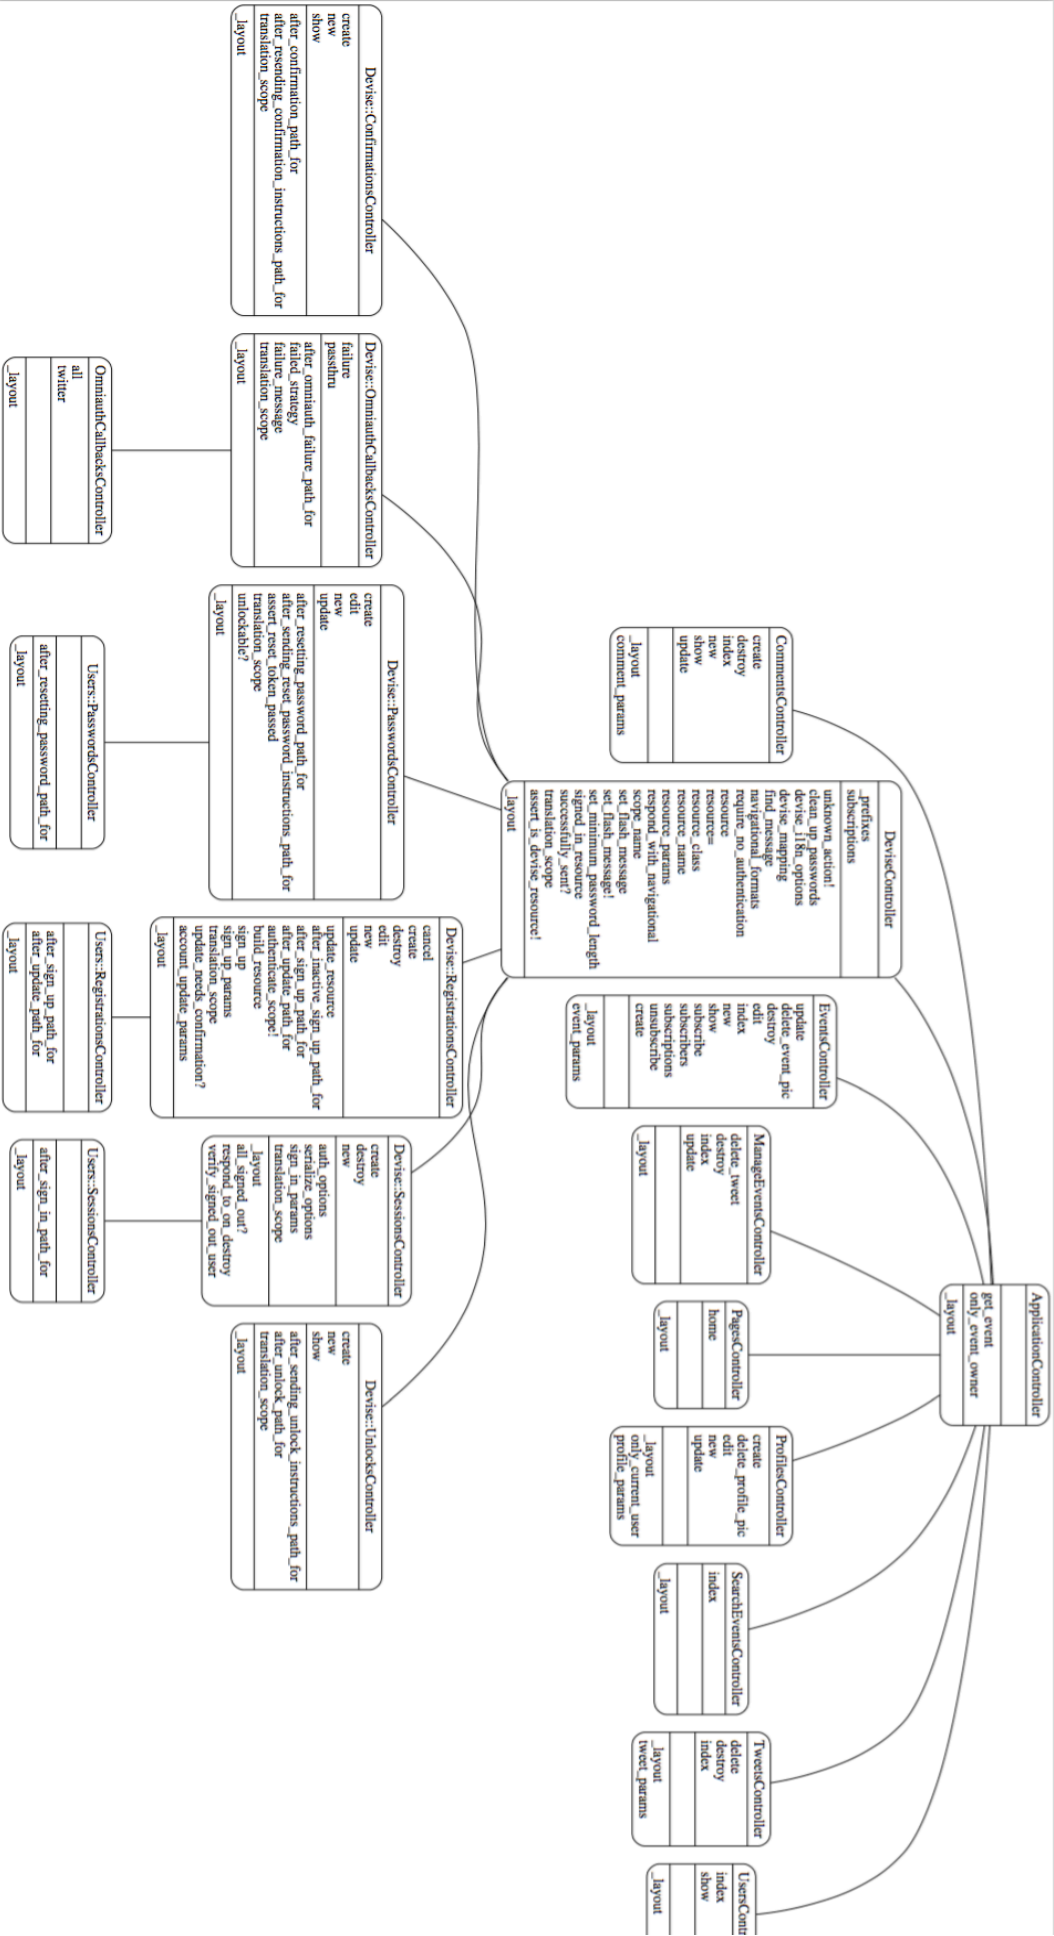 ApplicationController
get_event
only_event_owner
_layout
CommentsController
create
destroy
index
new
show
update
_layout
comment_params
DeviseController
_prefixes
subscriptions
unknown_action!
clean_up_passwords
devise_i18n_options
devise_mapping
find_message
navigational_formats
require_no_authentication
resource
resource=
resource_class
resource_name
resource_params
respond_with_navigational
scope_name
set_flash_message
set_flash_message!
set_minimum_password_length
signed_in_resource
successfully_sent?
translation_scope
assert_is_devise_resource!
_layout
EventsController
update
delete_event_pic
destroy
edit
index
new
show
subscribe
subscribers
subscriptions
unsubscribe
create
_layout
event_params
ManageEventsController
delete_tweet
destroy
index
update
_layout
PagesController
home
_layout
ProfilesController
create
delete_profile_pic
edit
new
update
_layout
only_current_user
profile_params
SearchEventsController
index
_layout
TweetsController
delete
destroy
index
_layout
tweet_params
UsersContr
index
show
_layout
Devise::ConfirmationsController
create
new
show
after_confirmation_path_for
after_resending_confirmation_instructions_path_for
translation_scope
_layout
Devise::OmniauthCallbacksController
failure
passthru
after_omniauth_failure_path_for
failed_strategy
failure_message
translation_scope
_layout
Devise::PasswordsController
create
edit
new
update
after_resetting_password_path_for
after_sending_reset_password_instructions_path_for
assert_reset_token_passed
translation_scope
unlockable?
_layout
Devise::RegistrationsController
cancel
create
destroy
edit
new
update
update_resource
after_inactive_sign_up_path_for
after_sign_up_path_for
after_update_path_for
authenticate_scope!
build_resource
sign_up
sign_up_params
translation_scope
update_needs_confirmation?
account_update_params
_layout
Devise::SessionsController
create
destroy
new
auth_options
serialize_options
sign_in_params
translation_scope
_layout
all_signed_out?
respond_to_on_destroy
verify_signed_out_user
Devise::UnlocksController
create
new
show
after_sending_unlock_instructions_path_for
after_unlock_path_for
translation_scope
_layout
OmniauthCallbacksController
all
twitter
_layout
Users::PasswordsController
after_resetting_password_path_for
_layout
Users::RegistrationsController
after_sign_up_path_for
after_update_path_for
_layout
Users::SessionsController
after_sign_in_path_for
_layout